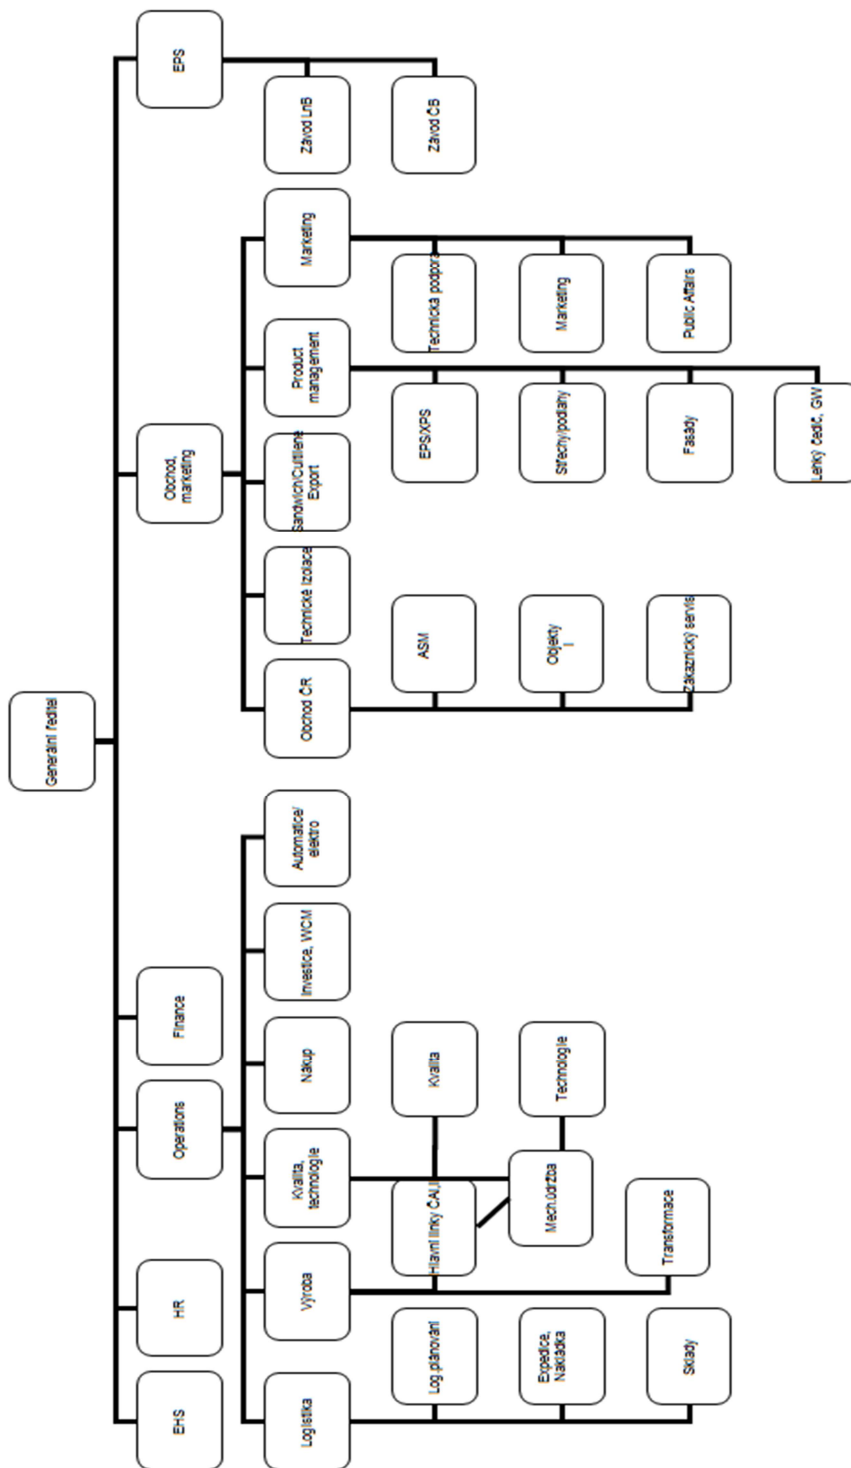 Generální ředitel
EHS
HR
Operations
Finance
Obchod,
marketing
EPS
Logistika
Výroba
Kvalita,
technologie
Nákup
Investice, WCM
Automatice/
elektro
Obchod ČR
Technické izolace
Sandwich/Cultilene
Export
Product
management
Marketing
Závod LnB
Log.plánování
Hlavní linky ČAI,I
Kvalita
ASM
EPS/XPS
Technická podpora
Závod ČB
Expedice,
Nakládka
Mech.údržba
Technologie
Objekty
I
Střechy/podlahy
Marketing
Sklady
Transformace
Zákaznický servis
Fasády
Public Affairs
Lehký čedič, GW